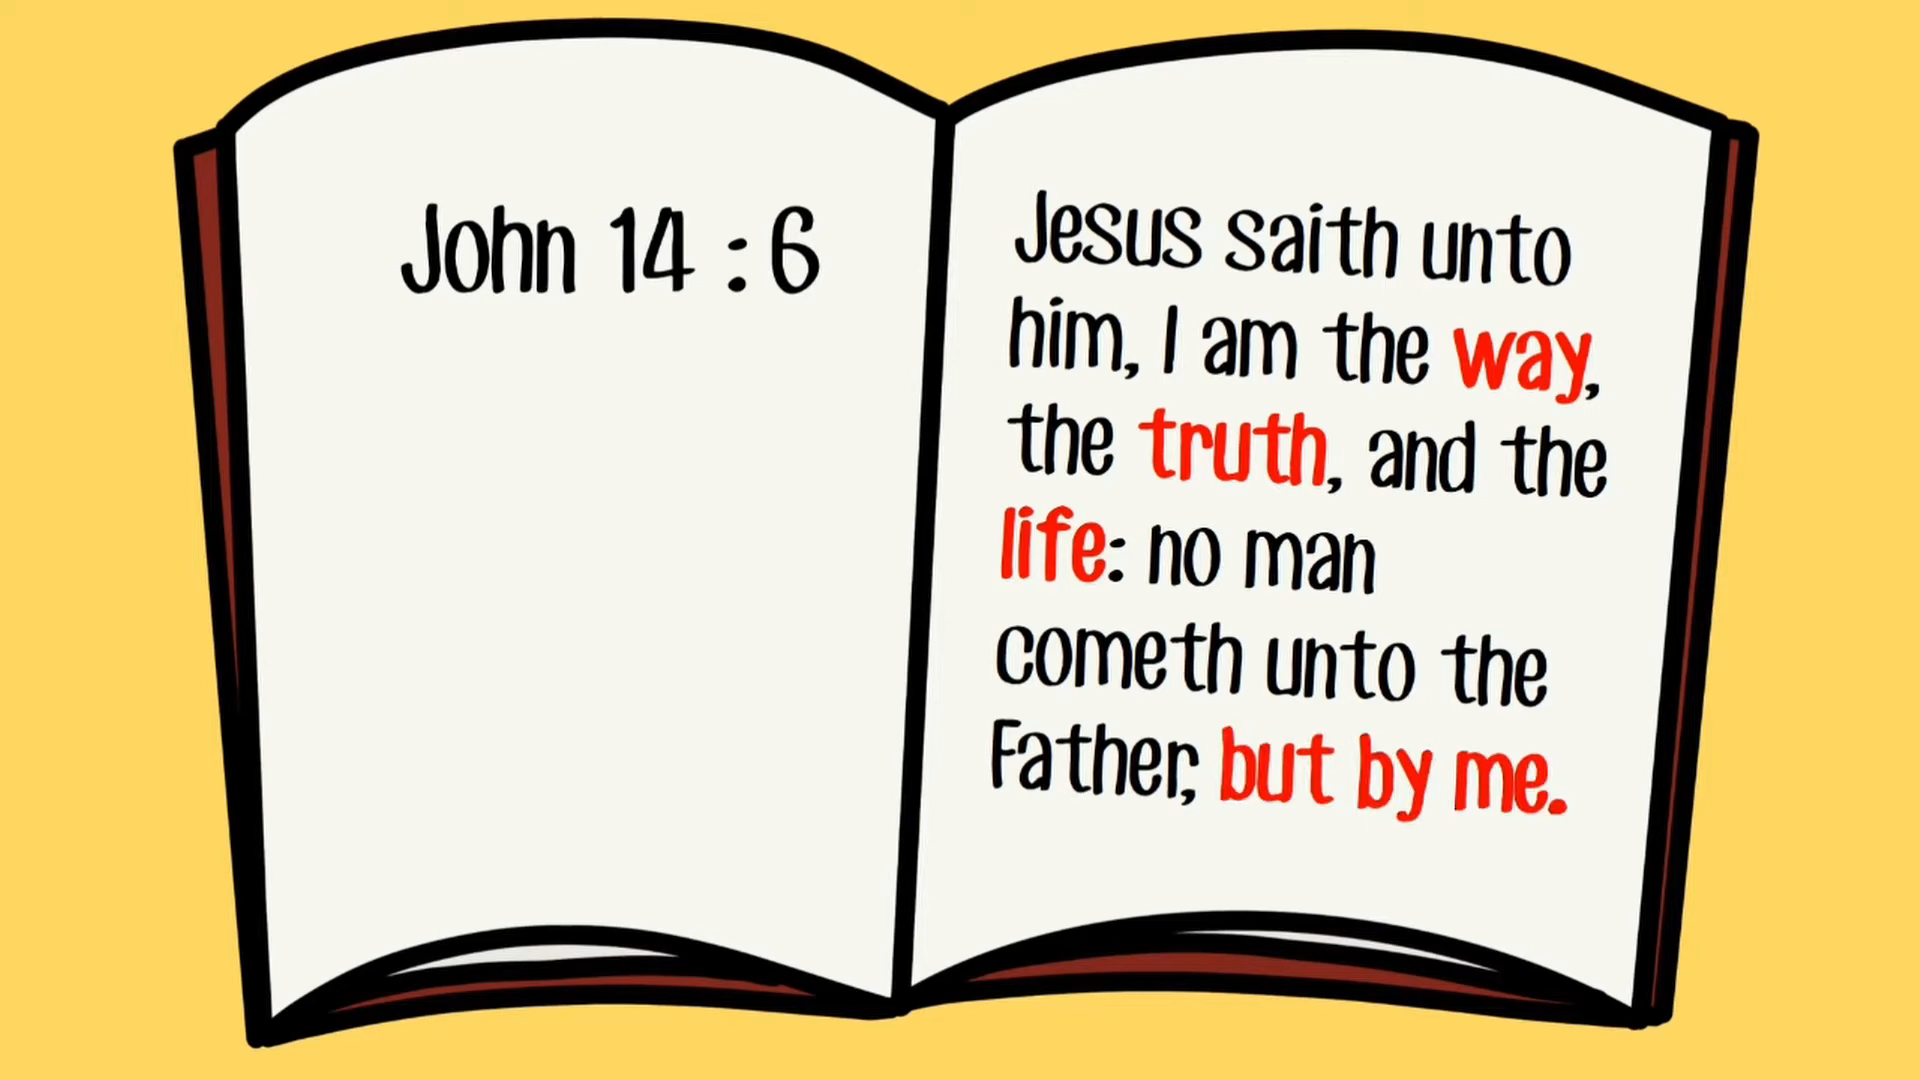 John 14 : 6
Jesus saith unto
him, I am the way,
the truth, and the
life: no man
cometh unto the
Father, but by me.